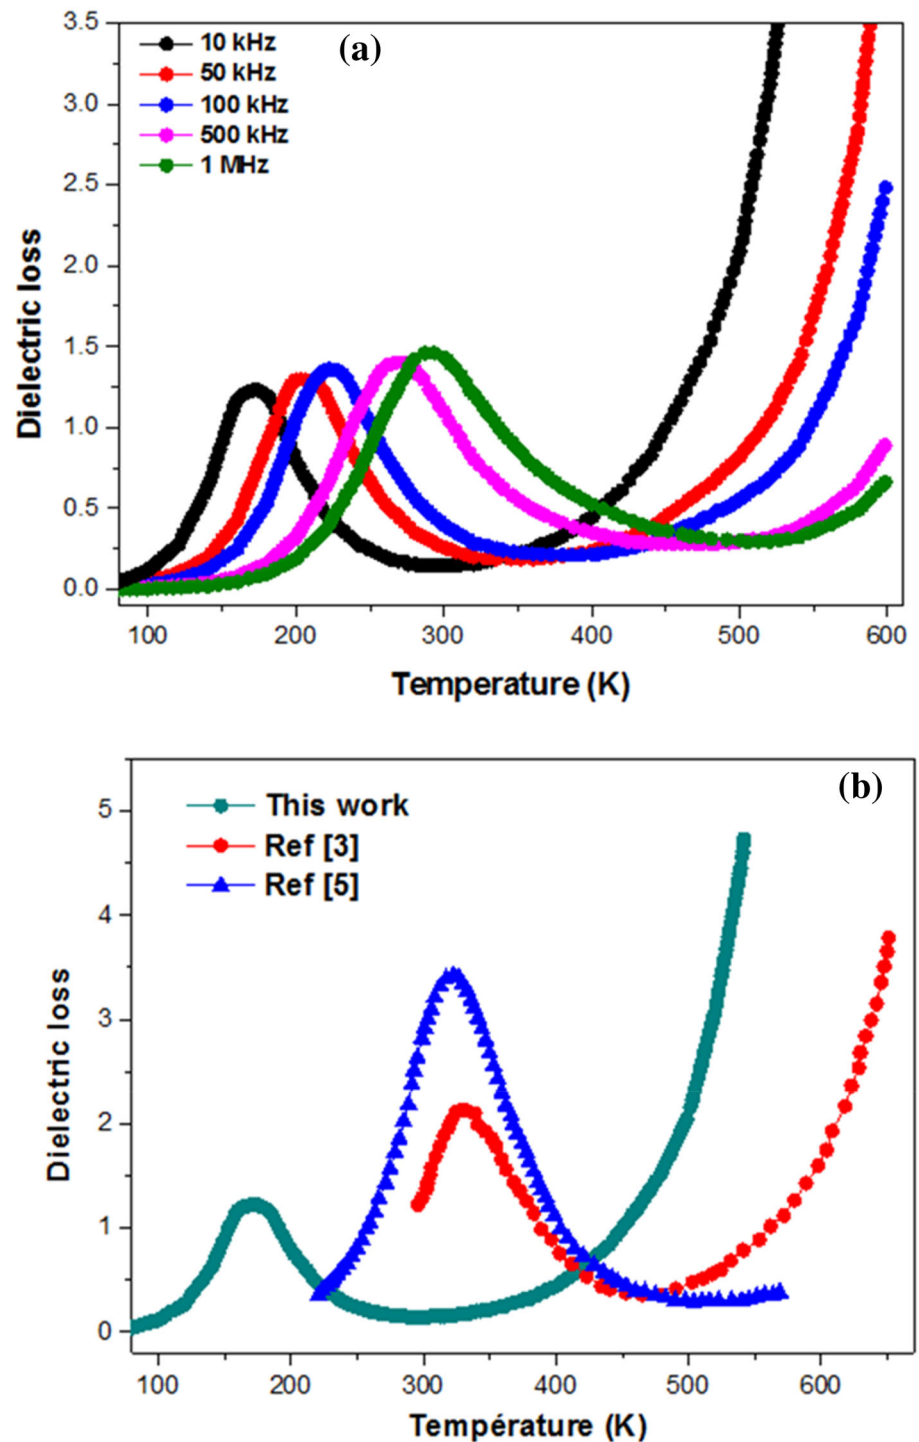 (a)
10 kHz
50 kHz
100 kHz
500 kHz
1 MHz
3.5
3.0
2.5
2.0
1.5
1.0
0.5
0.0
Dielectric loss
100 200 300 400 500 600
Temperature (K)
(b)
This work
Ref [3]
Ref [5]
5
4
3
2
1
0
Dielectric loss
100 200 300 400 500 600
Température (K)